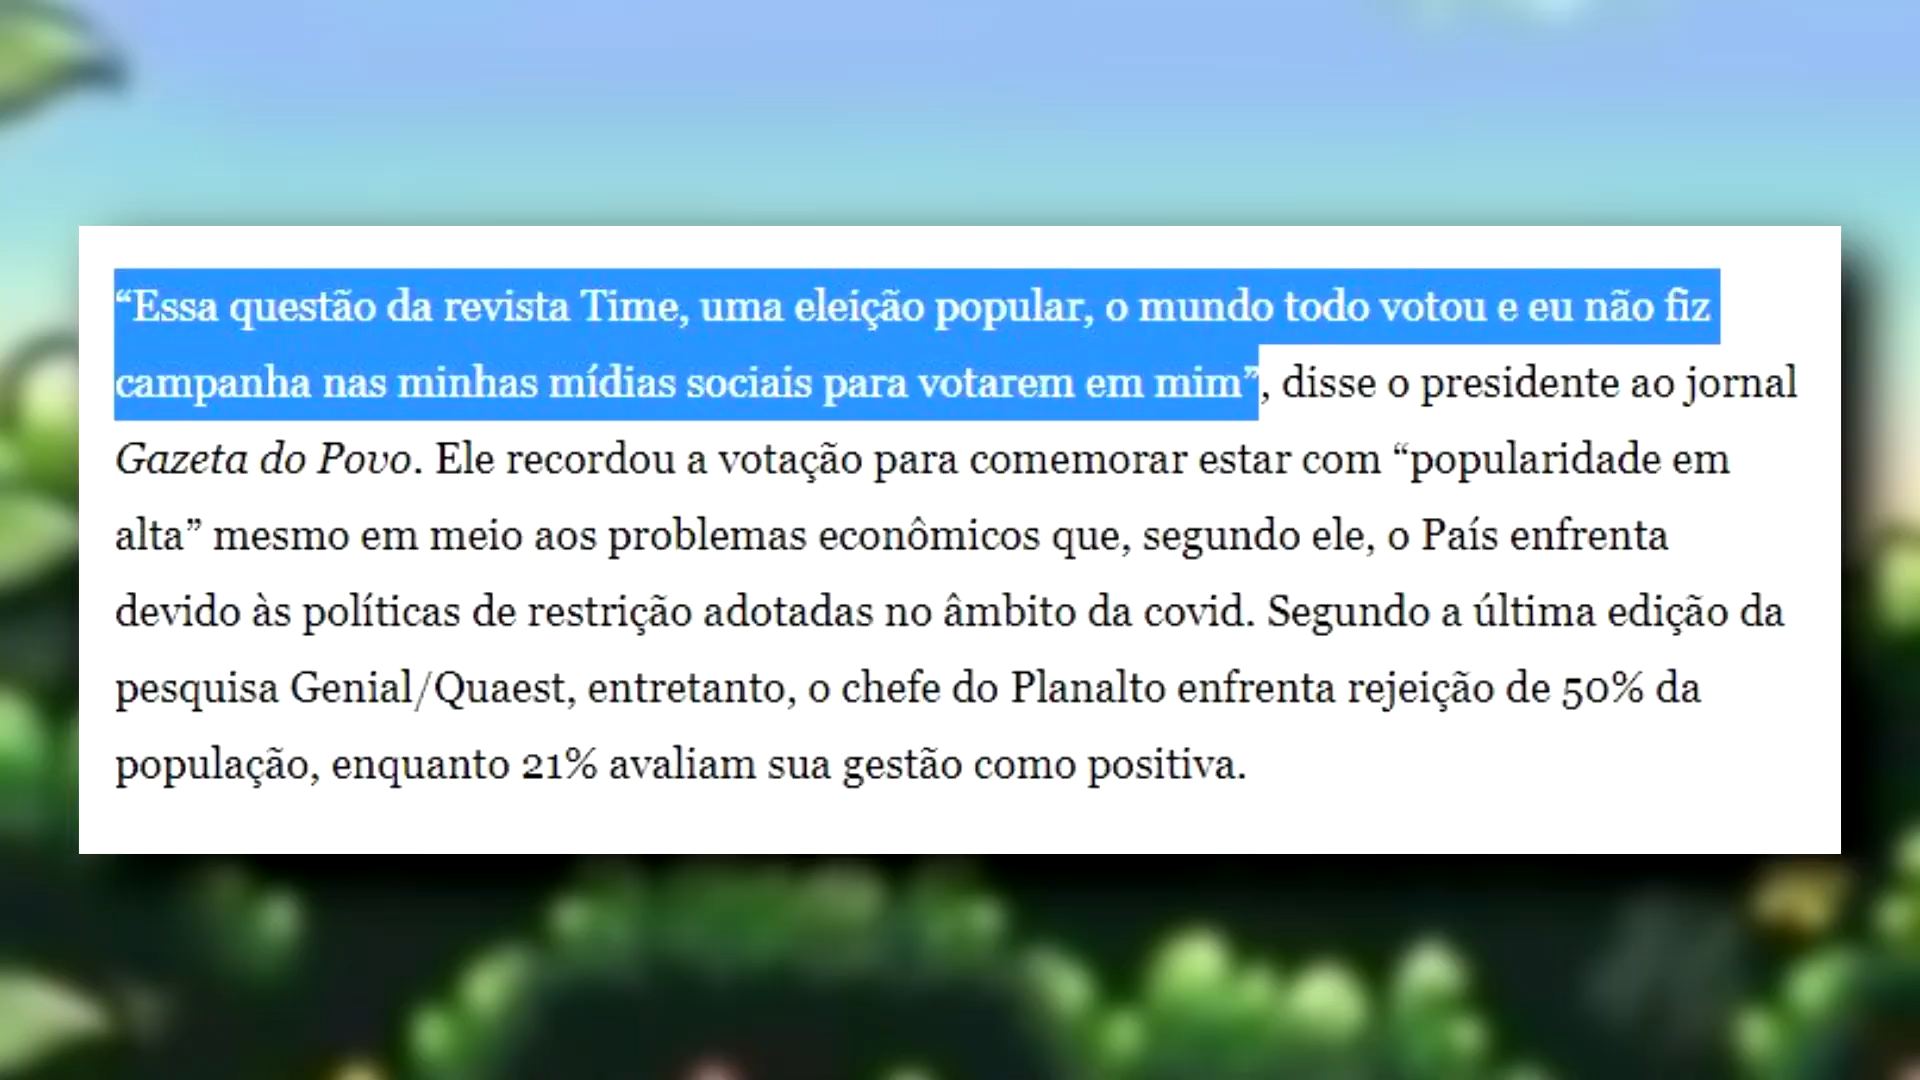 “Essa questão da revista Time, uma eleição popular, o mundo todo votou e eu não fiz
campanha nas minhas mídias sociais para votarem em mim”, disse o presidente ao jornal
Gazeta do Povo. Ele recordou a votação para comemorar estar com “popularidade em
alta” mesmo em meio aos problemas econômicos que, segundo ele, o País enfrenta
devido às políticas de restrição adotadas no âmbito da covid. Segundo a última edição da
pesquisa Genial/Quaest, entretanto, o chefe do Planalto enfrenta rejeição de 50% da
população, enquanto 21% avaliam sua gestão como positiva.